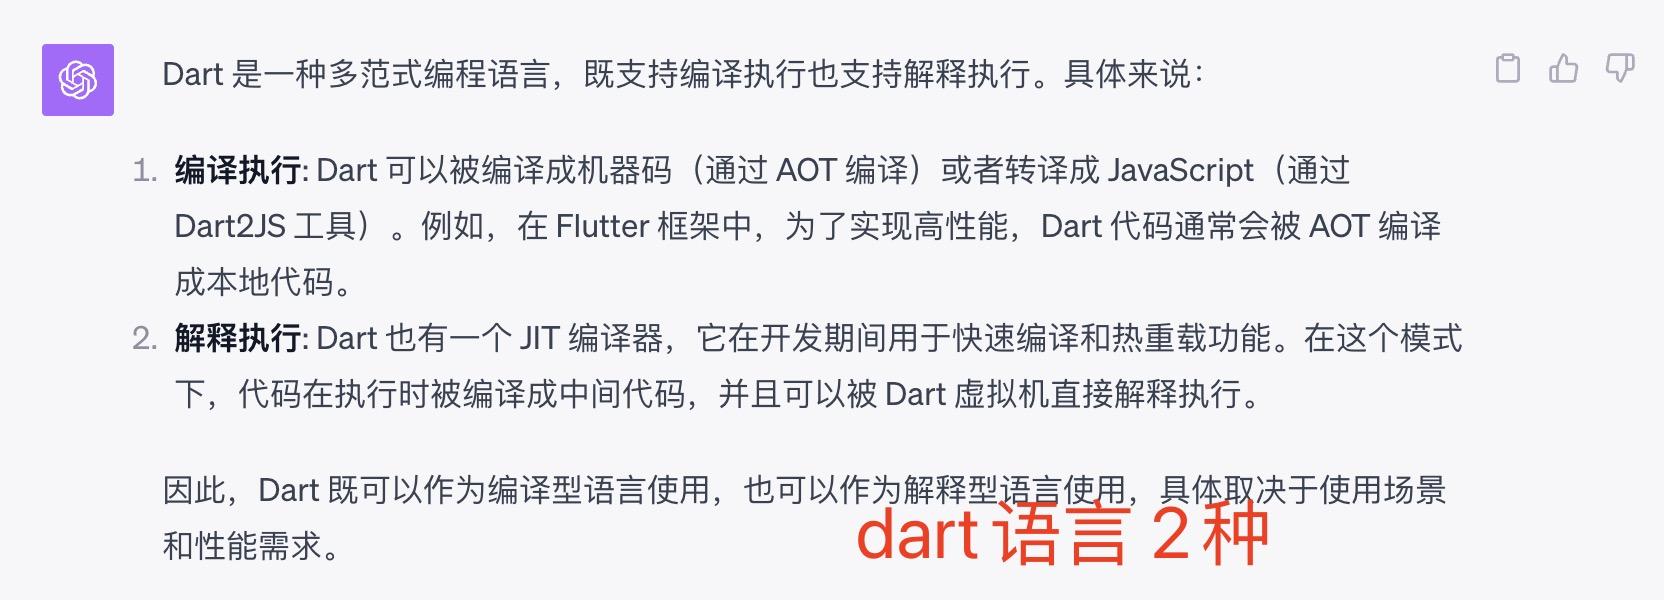 Dart 是一种多范式编程语言，既支持编译执行也支持解释执行。具体来说：
1. 编译执行: Dart 可以被编译成机器码（通过 AOT 编译）或者转译成 JavaScript（通过
Dart2JS 工具）。例如，在 Flutter 框架中，为了实现高性能，Dart 代码通常会被 AOT 编译
成本地代码。
2. 解释执行: Dart 也有一个 JIT 编译器，它在开发期间用于快速编译和热重载功能。在这个模式
下，代码在执行时被编译成中间代码，并且可以被 Dart 虚拟机直接解释执行。
因此，Dart 既可以作为编译型语言使用，也可以作为解释型语言使用，具体取决于使用场景
和性能需求。
dart 语言 2 种